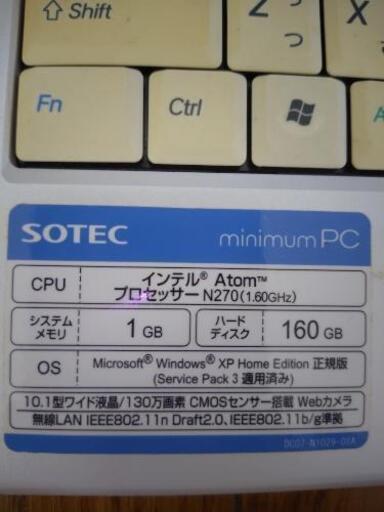 ⇧ Shift
Z っ
つ
X
Fn
Ctrl
A
SOTEC minimumPC
CPU インテル® Atom™
プロセッサー N270(1.60GHz)
システム
メモリ 1 GB
ハード
ディスク 160 GB
OS Microsoft® Windows® XP Home Edition 正規版
(Service Pack 3 適用済み)
10.1型ワイド液晶/130万画素 CMOSセンサー搭載 Webカメラ
無線LAN IEEE802.11n Draft2.0、IEEE802.11b/g準拠
DC07-N1029-08A